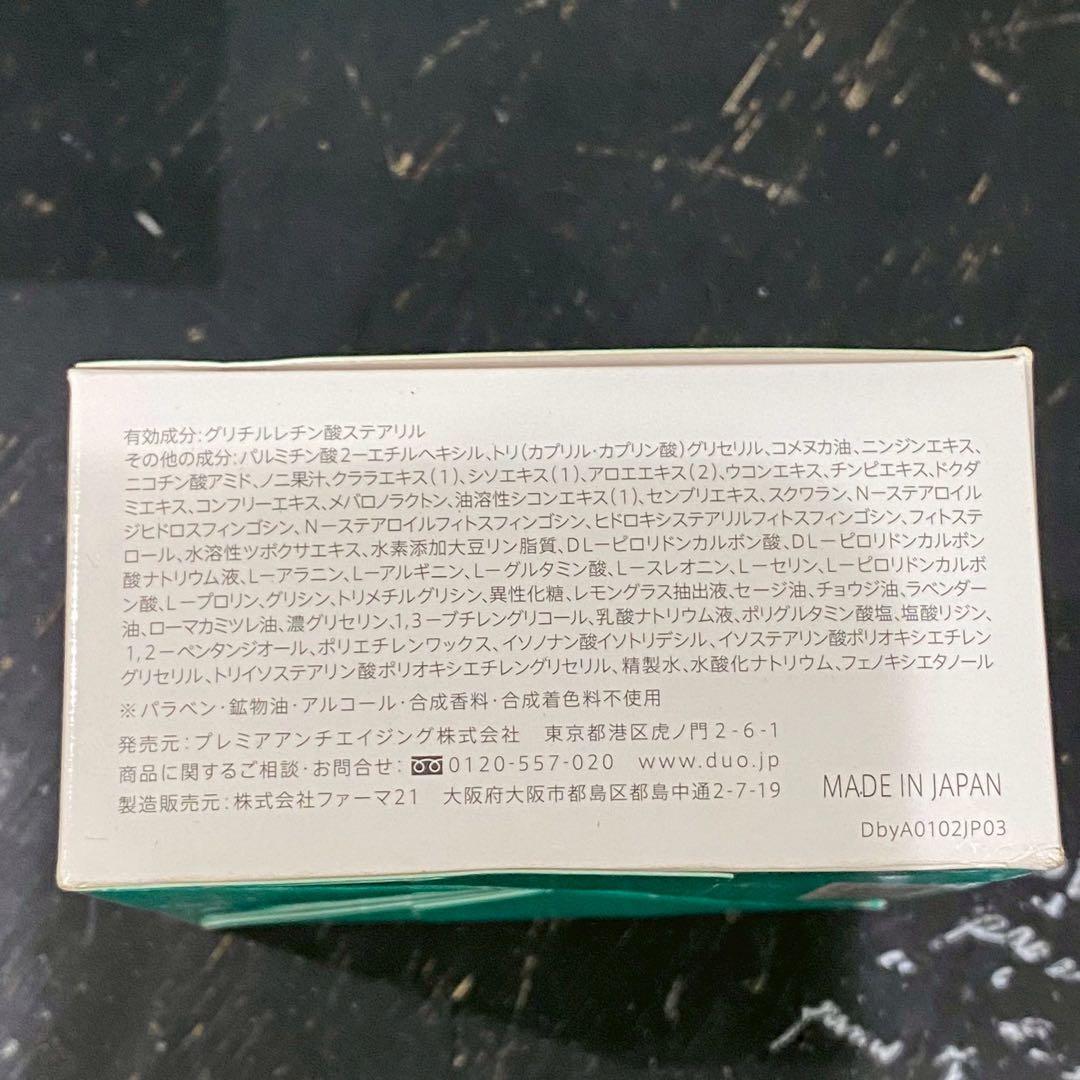 有効成分:グリチルレチン酸ステアリル
その他の成分:パルミチン酸2ーエチルヘキシル、トリ(カプリル・カプリン酸)グリセリル、コメヌカ油、ニンジンエキス、
ニコチン酸アミド、ノニ果汁、クララエキス(1)、シソエキス(1)、アロエエキス(2)、ウコンエキス、チンピエキス、ドクダ
ミエキス、コンフリーエキス、メバロノラクトン、油溶性シコンエキス(1)、センブリエキス、スクワラン、Nーステアロイル
ジヒドロスフィンゴシン、Nーステアロイルフィトスフィンゴシン、ヒドロキシステアリルフィトスフィンゴシン、フィトステ
ロール、水溶性ツボクサエキス、水素添加大豆リン脂質、DLーピロリドンカルボン酸、DLーピロリドンカルボン
酸ナトリウム液、Lーアラニン、Lーアルギニン、Lーグルタミン酸、Lースレオニン、Lーセリン、Lーピロリドンカルボ
ン酸、Lープロリン、グリシン、トリメチルグリシン、異性化糖、レモングラス抽出液、セージ油、チョウジ油、ラベンダー
油、ローマカミツレ油、濃グリセリン、1,3ーブチレングリコール、乳酸ナトリウム液、ポリグルタミン酸塩、塩酸リジン、
1,2ーペンタンジオール、ポリエチレンワックス、イソノナン酸イソトリデシル、イソステアリン酸ポリオキシエチレン
グリセリル、トリイソステアリン酸ポリオキシエチレングリセリル、精製水、水酸化ナトリウム、フェノキシエタノール
※パラベン・鉱物油・アルコール・合成香料・合成着色料不使用
発売元:プレミアアンチエイジング株式会社 東京都港区虎ノ門2-6-1
商品に関するご相談・お問合せ:0120-557-020 www.duo.jp
製造販売元:株式会社ファーマ21 大阪府大阪市都島区都島中通2-7-19
MADE IN JAPAN
DbyA0102JP03